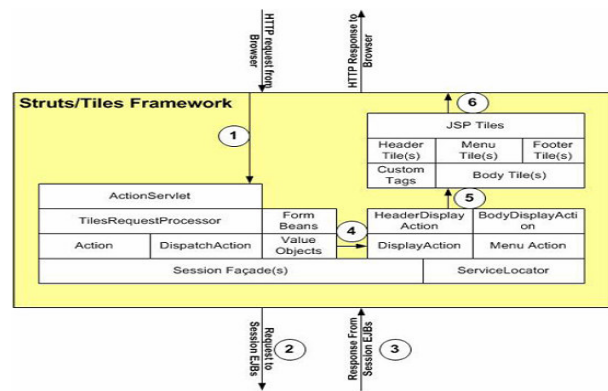 HTTP request from
Browser
HTTP Response to
Browser
Struts/Tiles Framework
1
6
JSP Tiles
Header
Tile(s)
Menu
Tile(s)
Footer
Tile(s)
Custom
Tags
Body Tile(s)
5
ActionServlet
TilesRequestProcessor
Form
Beans
Action
DispatchAction
Value
Objects
4
HeaderDisplay
Action
BodyDisplayActi
on
DisplayAction
Menu Action
Session Façade(s)
ServiceLocator
Request to
Session EJBs
2
Response From
Session EJBs
3